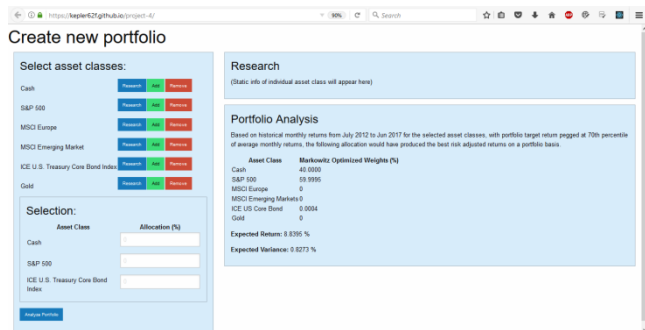 https://kepler62f.github.io/project-4/
90%
Search
Create new portfolio
Select asset classes:
Cash Research Add Remove
S&P 500 Research Add Remove
MSCI Europe Research Add Remove
MSCI Emerging Market Research Add Remove
ICE U.S. Treasury Core Bond Index Research Add Remove
Gold Research Add Remove
Selection:
Asset Class Allocation (%)
Cash 0
S&P 500 0
ICE U.S. Treasury Core Bond
Index 0
Analyze Portfolio
Research
(Static info of individual asset class will appear here)
Portfolio Analysis
Based on historical monthly returns from July 2012 to Jun 2017 for the selected asset classes, with portfolio target return pegged at 70th percentile
of average monthly returns, the following allocation would have produced the best risk adjusted returns on a portfolio basis.
Asset Class Markowitz Optimized Weights (%)
Cash 40.0000
S&P 500 59.9996
MSCI Europe 0
MSCI Emerging Markets 0
ICE US Core Bond 0.0004
Gold 0
Expected Return: 8.8395 %
Expected Variance: 0.8273 %